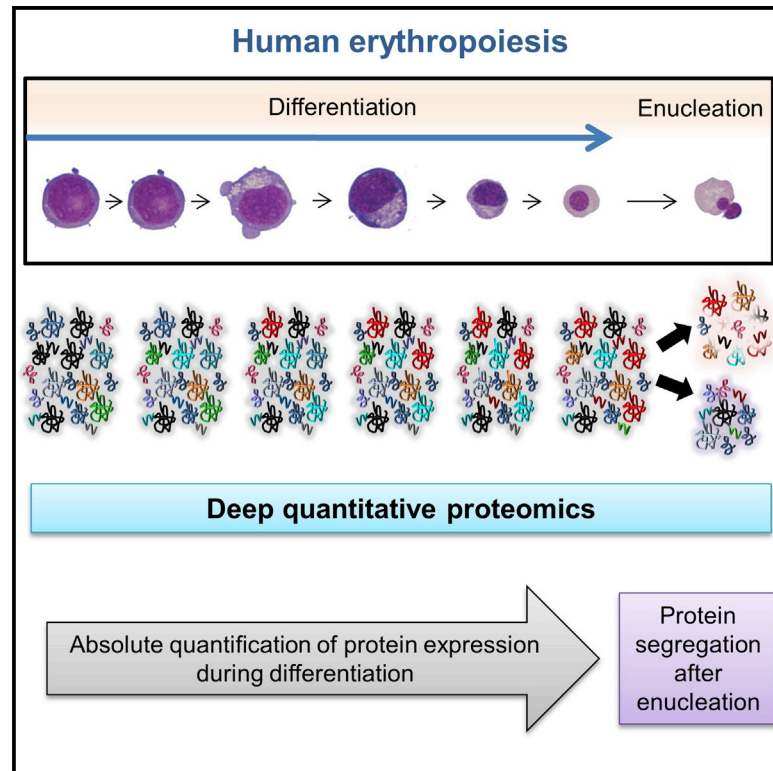 Human erythropoiesis
Differentiation
Enucleation
Deep quantitative proteomics
Absolute quantification of protein expression
during differentiation
Protein
segregation
after
enucleation